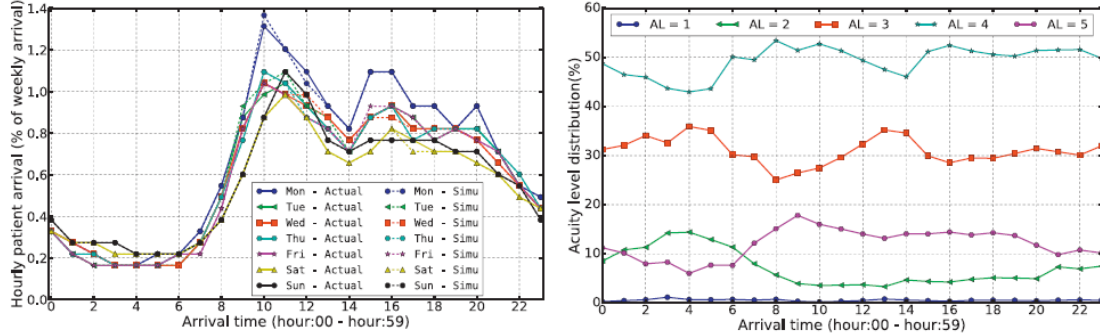 Hourly patient arrival (% of weekly arrival)
1.4
1.2
1.0
0.8
0.6
0.4
0.2
0.0
Mon - Actual Mon - Simu
Tue - Actual Tue - Simu
Wed - Actual Wed - Simu
Thu - Actual Thu - Simu
Fri - Actual Fri - Simu
Sat - Actual Sat - Simu
Sun - Actual Sun - Simu
0 2 4 6 8 10 12 14 16 18 20 22
Arrival time (hour:00 - hour:59)
Acuity level distribution(%)
60
50
40
30
20
10
0
AL = 1 AL = 2 AL = 3 AL = 4 AL = 5
0 2 4 6 8 10 12 14 16 18 20 22
Arrival time (hour:00 - hour:59)